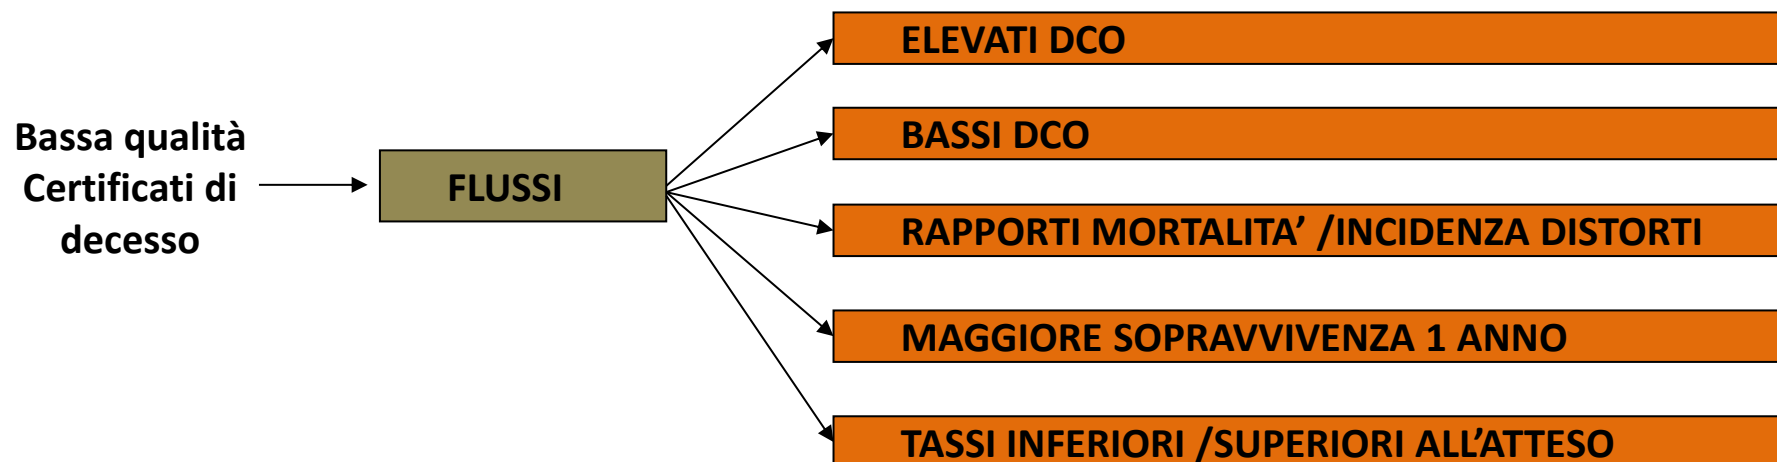 Bassa qualità
Certificati di
decesso
FLUSSI
ELEVATI DCO
BASSI DCO
RAPPORTI MORTALITA’ /INCIDENZA DISTORTI
MAGGIORE SOPRAVVIVENZA 1 ANNO
TASSI INFERIORI /SUPERIORI ALL’ATTESO